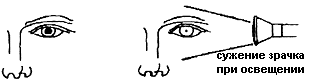 сужение зрачка
при освещении